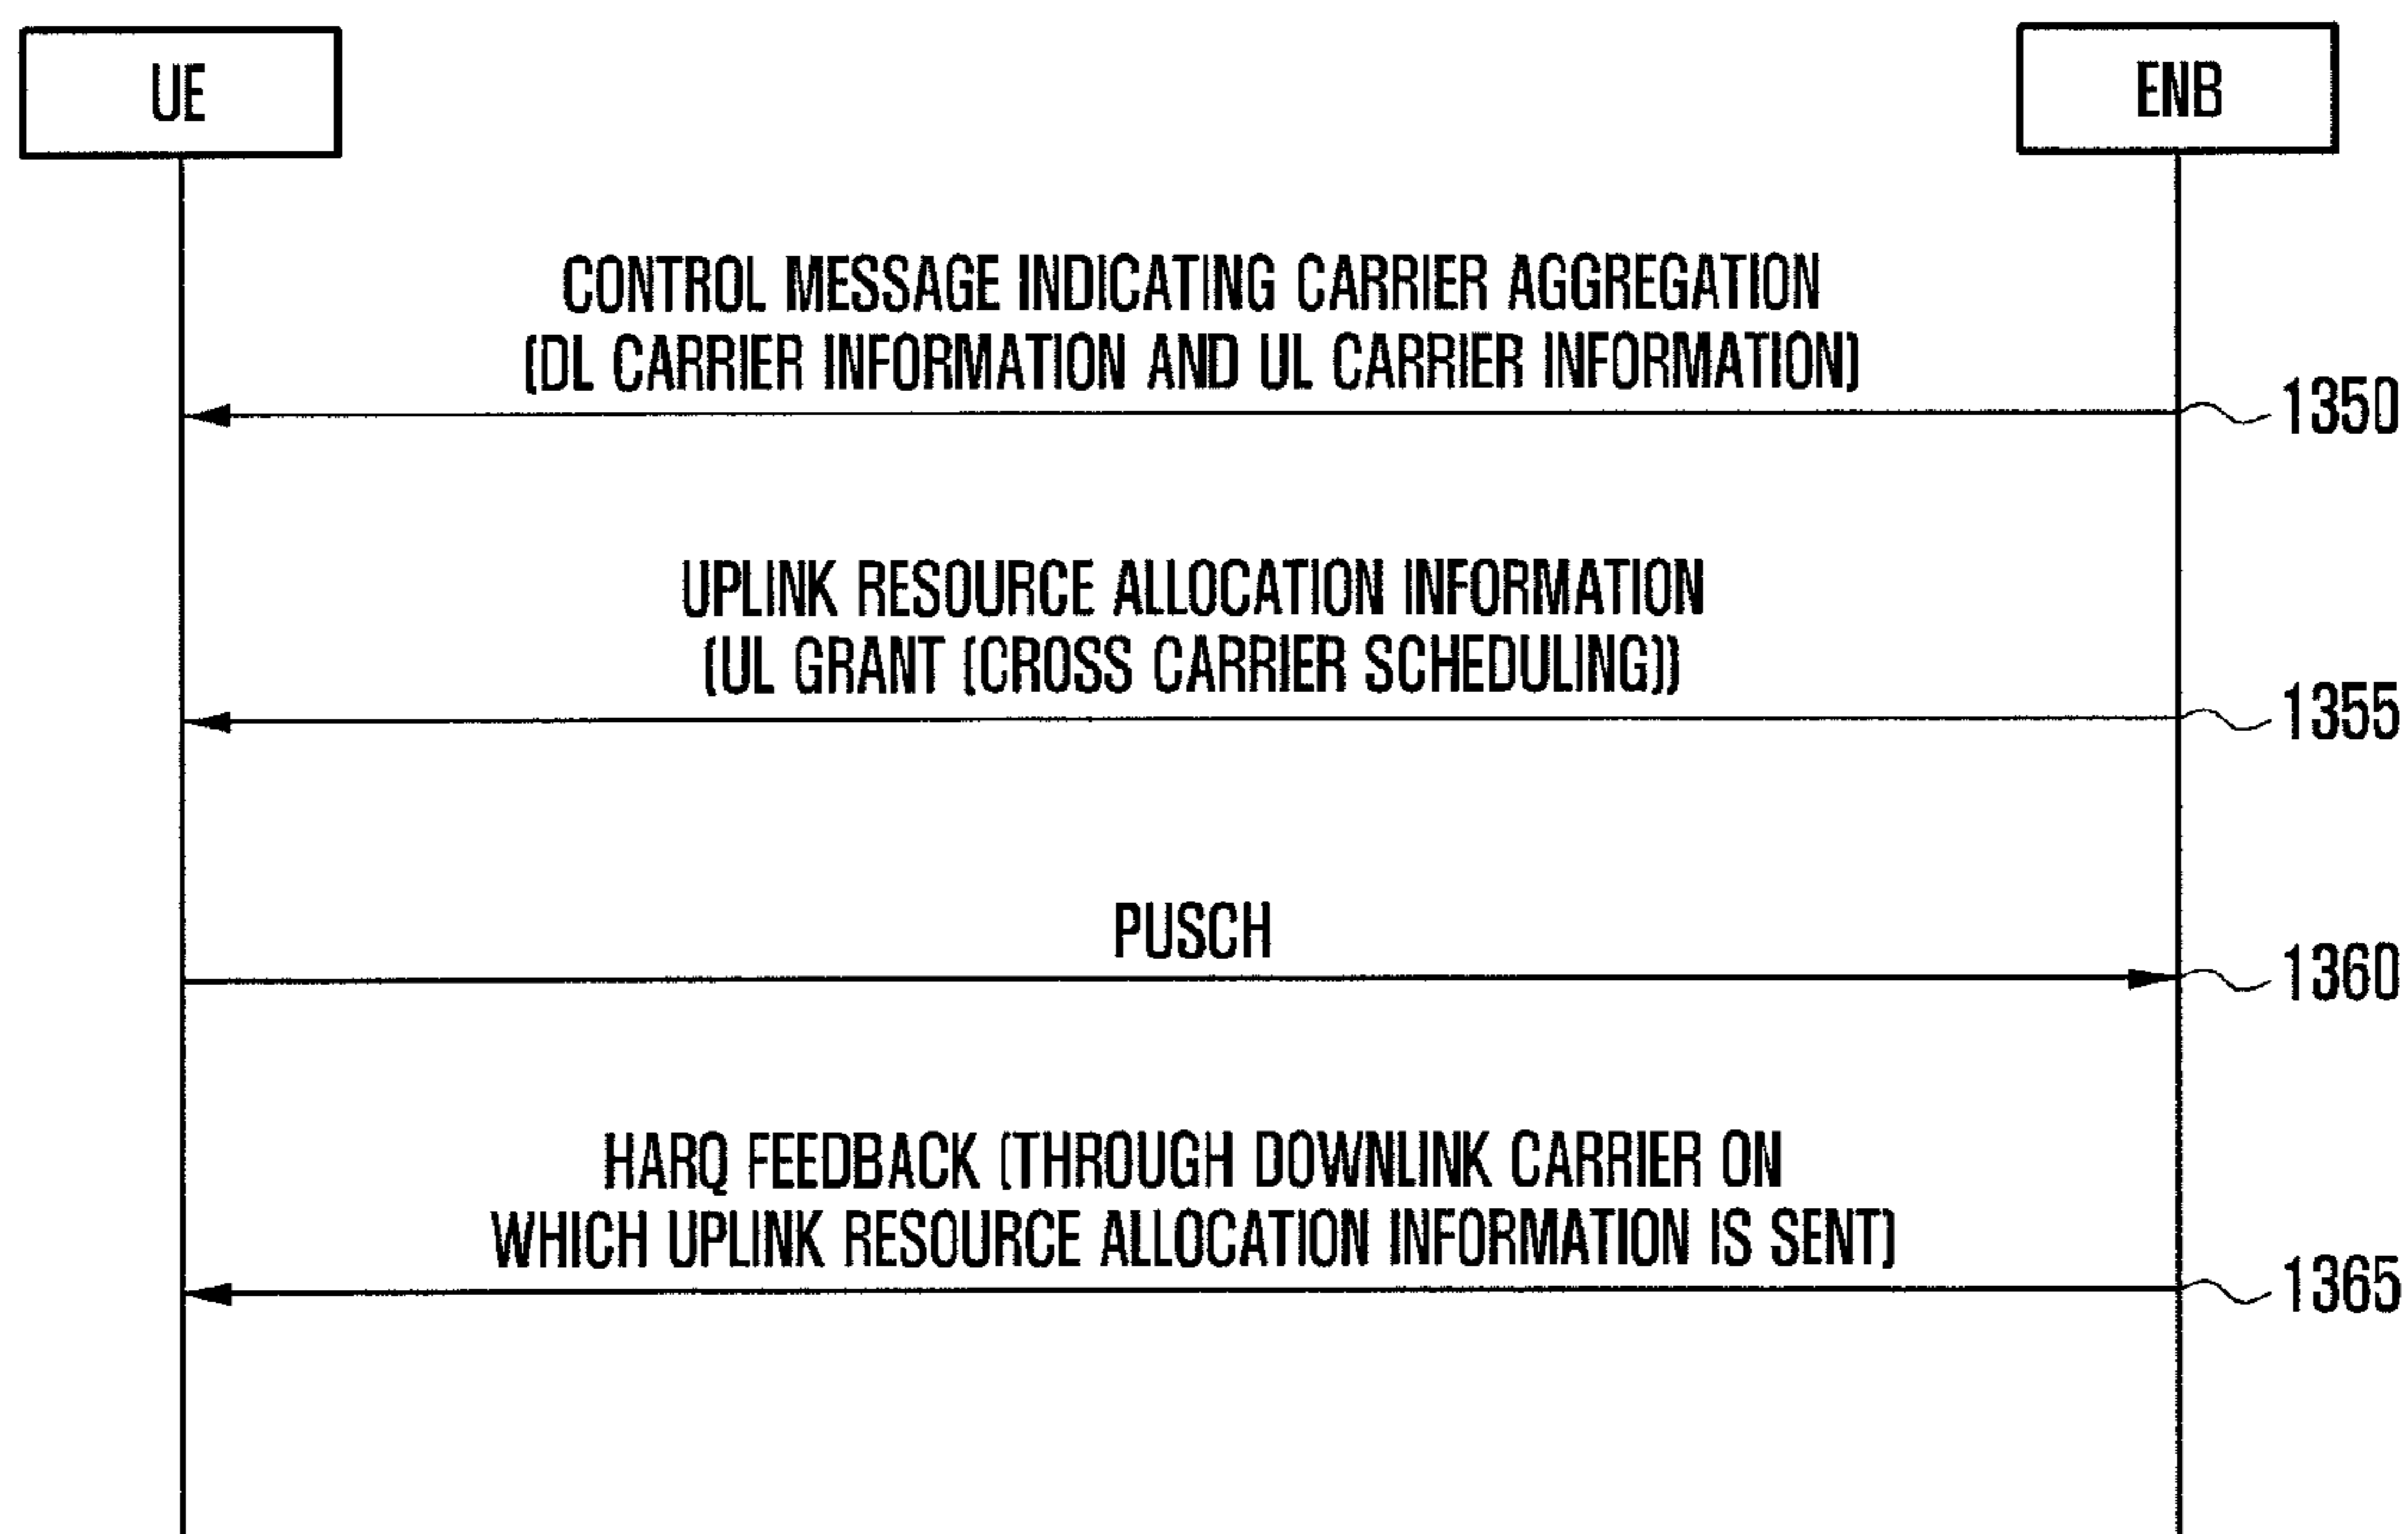 UE
ENB
CONTROL MESSAGE INDICATING CARRIER AGGREGATION
(DL CARRIER INFORMATION AND UL CARRIER INFORMATION)
1350
UPLINK RESOURCE ALLOCATION INFORMATION
(UL GRANT (CROSS CARRIER SCHEDULING))
1355
PUSCH
1360
HARQ FEEDBACK (THROUGH DOWNLINK CARRIER ON
WHICH UPLINK RESOURCE ALLOCATION INFORMATION IS SENT)
1365